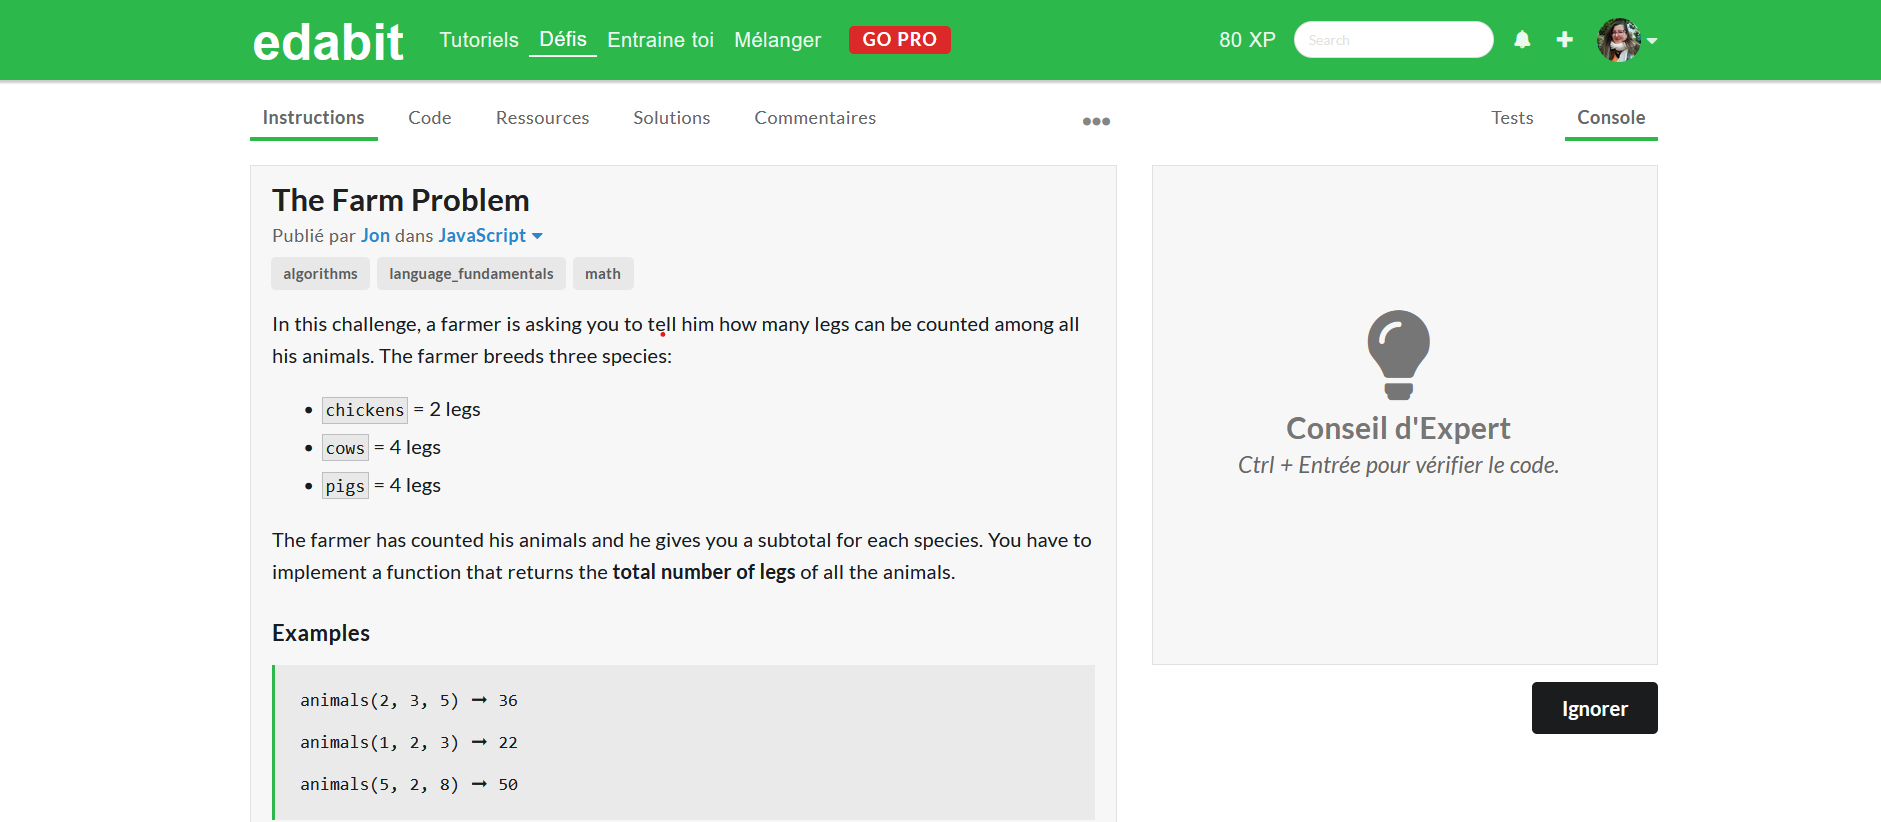 edabit Tutoriels Défis Entraine toi Mélanger GO PRO 80 XP Search
Instructions Code Ressources Solutions Commentaires Tests Console
The Farm Problem
Publié par Jon dans JavaScript
algorithms language_fundamentals math
In this challenge, a farmer is asking you to tell him how many legs can be counted among all
his animals. The farmer breeds three species:
• chickens = 2 legs
• cows = 4 legs
• pigs = 4 legs
The farmer has counted his animals and he gives you a subtotal for each species. You have to
implement a function that returns the total number of legs of all the animals.
Examples
animals(2, 3, 5) ➞ 36
animals(1, 2, 3) ➞ 22
animals(5, 2, 8) ➞ 50
Conseil d'Expert
Ctrl + Entrée pour vérifier le code.
Ignorer